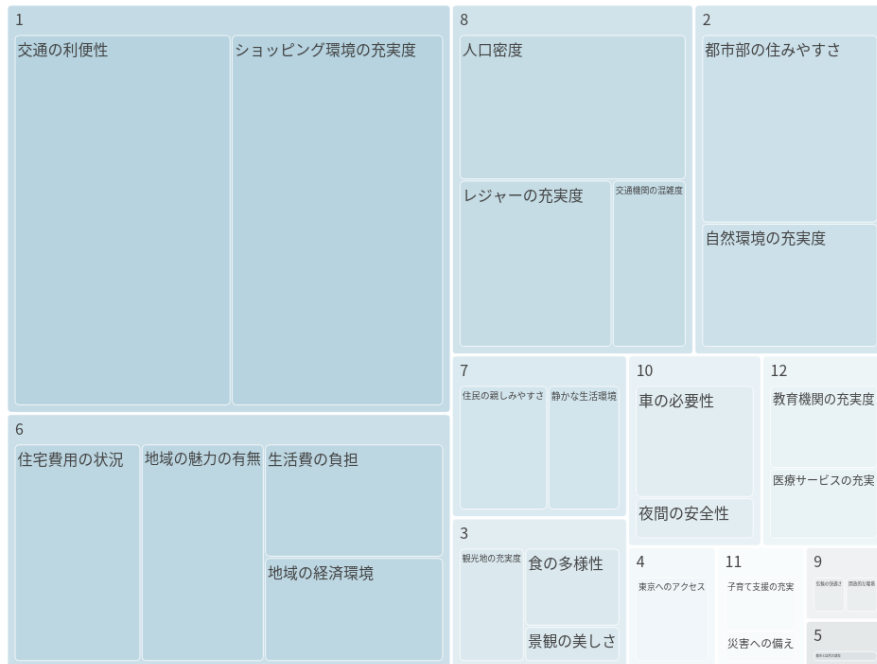 1
交通の利便性
ショッピング環境の充実度
8
人口密度
レジャーの充実度
交通機関の混雑度
2
都市部の住みやすさ
自然環境の充実度
6
住宅費用の状況
地域の魅力の有無
生活費の負担
地域の経済環境
7
住民の親しみやすさ
静かな生活環境
10
車の必要性
夜間の安全性
12
教育機関の充実度
医療サービスの充実
3
観光地の充実度
食の多様性
景観の美しさ
4
東京へのアクセス
11
子育て支援の充実
災害への備え
9
5